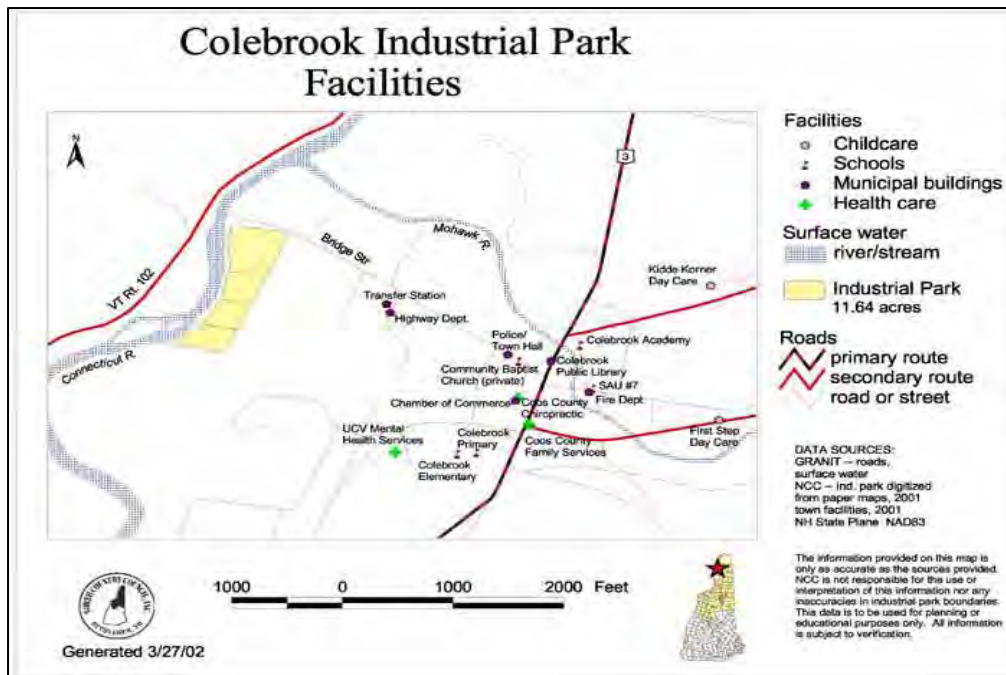 Colebrook Industrial Park
Facilities
N
3
VT Rt. 102
Connecticut R.
Bridge Str
Mohawk R.
Kidde Korner
Day Care
Transfer Station
Highway Dept.
Police/
Town Hall
Community Baptist
Church (private)
Colebrook Academy
Colebrook
Public Library
SAU #7
Fire Dept
Chamber of Commerce
Coos County
Chiropractic
UCV Mental
Health Services
Colebrook
Primary
Colebrook
Elementary
Coos County
Family Services
First Step
Day Care
Facilities
Childcare
Schools
Municipal buildings
Health care
Surface water
river/stream
Industrial Park
11.64 acres
Roads
primary route
secondary route
road or street
DATA SOURCES:
GRANIT -- roads,
surface water
NCC -- ind. park digitized
from paper maps, 2001
town facilities, 2001
NH State Plane NAD83
The information provided on this map is
only as accurate as the sources provided.
NCC is not responsible for the use or
interpretation of this information nor any
inaccuracies in industrial park boundaries.
This data is to be used for planning or
educational purposes only. All information
is subject to verification.
1000 0 1000 2000 Feet
NORTH COUNTRY COUNCIL, INC.
Generated 3/27/02